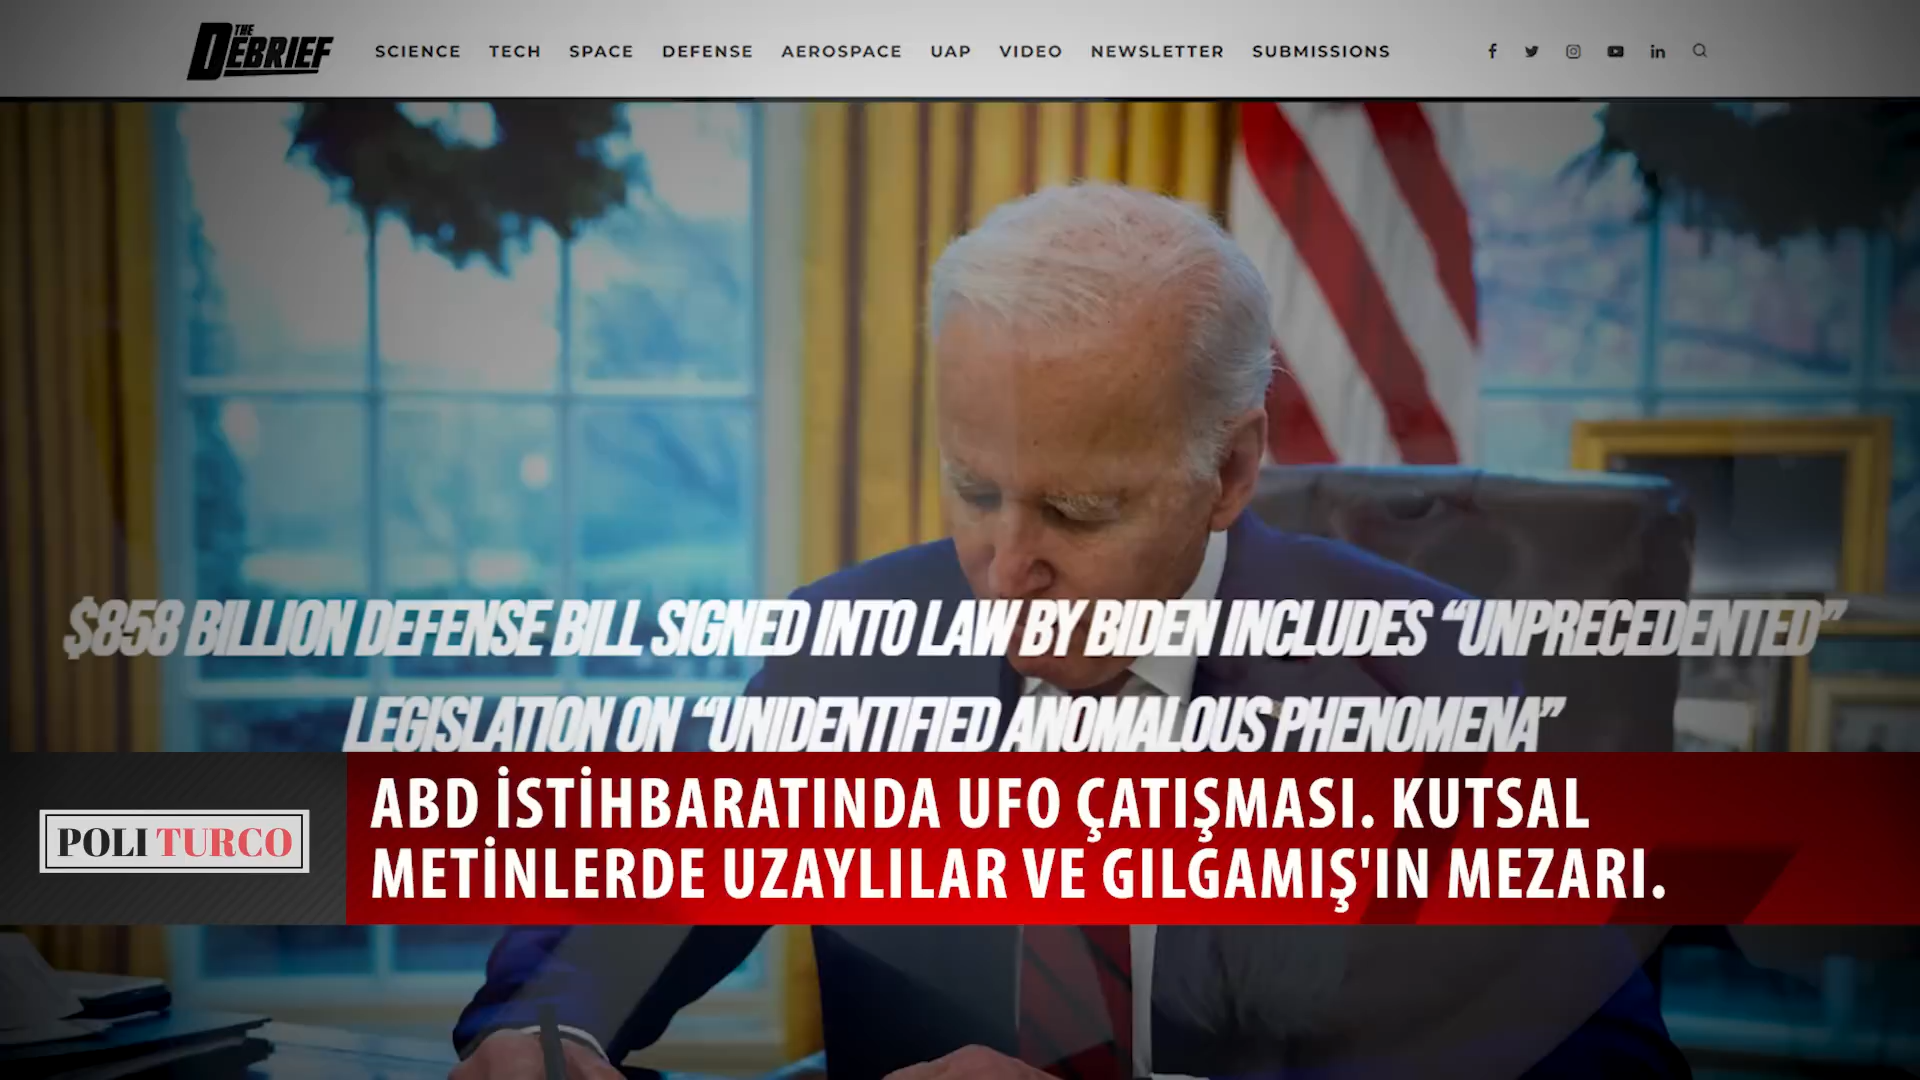 THE DEBRIEF SCIENCE TECH SPACE DEFENSE AEROSPACE UAP VIDEO NEWSLETTER SUBMISSIONS
$858 BILLION DEFENSE BILL SIGNED INTO LAW BY BIDEN INCLUDES “UNPRECEDENTED”
LEGISLATION ON “UNIDENTIFIED ANOMALOUS PHENOMENA”
POLITURCO
ABD İSTİHBARATINDA UFO ÇATIŞMASI. KUTSAL
METİNLERDE UZAYLILAR VE GILGAMIŞ'IN MEZARI.